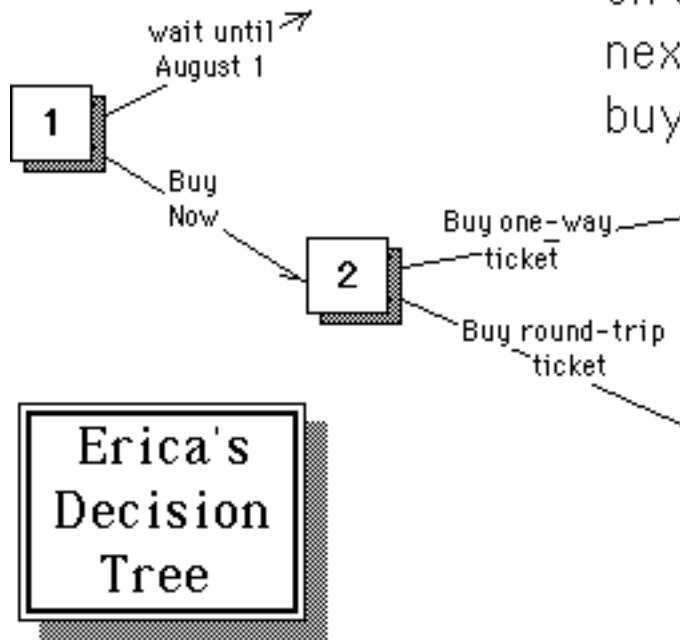 wait until
August 1
1
Buy
Now
2
Buy one-way
ticket
Buy round-trip
ticket
buy
Erica's
Decision
Tree